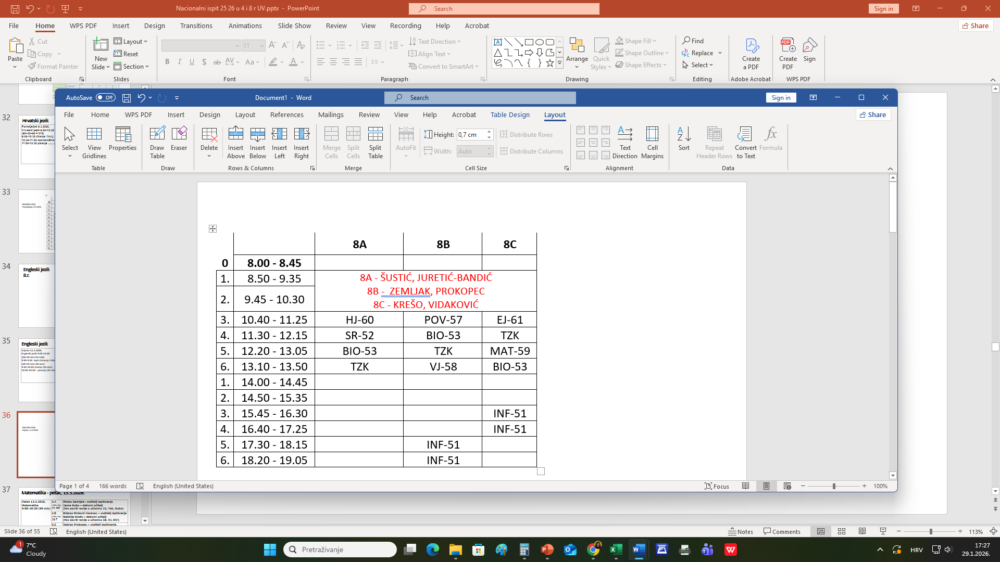 Nacionalni ispit 25 26 u 4 i 8 r UV.pptx - PowerPoint
Search
Sign in
File Home WPS PDF Insert Design Transitions Animations Slide Show Review View Recording Help Acrobat
Share
Paste
Cut
Copy
Format Painter
Clipboard
New Slide
Layout
Reset
Section
Slides
11
Font
Text Direction
Align Text
Convert to SmartArt
Paragraph
Arrange
Quick Styles
Shape Fill
Shape Outline
Shape Effects
Drawing
Find
Replace
Select
Editing
Create a PDF
Adobe Acrobat
Create PDF
Sign
WPS PDF
32
Hrvatski jezik
33
34
Engleski jezik
8.r.
35
Engleski jezik
36
37
Matematika - petak, 13.3.2026.
AutoSave Off
Document1 - Word
Search
Sign in
File Home WPS PDF Insert Design Layout References Mailings Review View Help Acrobat Table Design Layout
Share
Select
View Gridlines
Properties
Table
Draw Table
Eraser
Draw
Delete
Insert Above
Insert Below
Insert Left
Insert Right
Rows & Columns
Merge Cells
Split Cells
Split Table
Merge
AutoFit
Height: 0,7 cm
Width: Auto
Distribute Rows
Distribute Columns
Cell Size
Text Direction
Cell Margins
Alignment
Sort
Repeat Header Rows
Convert to Text
Formula
Data
8A 8B 8C
0 8.00 - 8.45
1. 8.50 - 9.35
2. 9.45 - 10.30
8A - ŠUSTIĆ, JURETIĆ-BANDIĆ
8B - ZEMLJAK, PROKOPEC
8C - KREŠO, VIDAKOVIĆ
3. 10.40 - 11.25 HJ-60 POV-57 EJ-61
4. 11.30 - 12.15 SR-52 BIO-53 TZK
5. 12.20 - 13.05 BIO-53 TZK MAT-59
6. 13.10 - 13.50 TZK VJ-58 BIO-53
1. 14.00 - 14.45
2. 14.50 - 15.35
3. 15.45 - 16.30 INF-51
4. 16.40 - 17.25 INF-51
5. 17.30 - 18.15 INF-51
6. 18.20 - 19.05 INF-51
Page 1 of 4 166 words English (United States)
Focus
100%
Slide 36 of 55 English (United States)
Notes Comments
113%
1
7°C
Cloudy
Pretraživanje
HRV
17:27
29.1.2026.